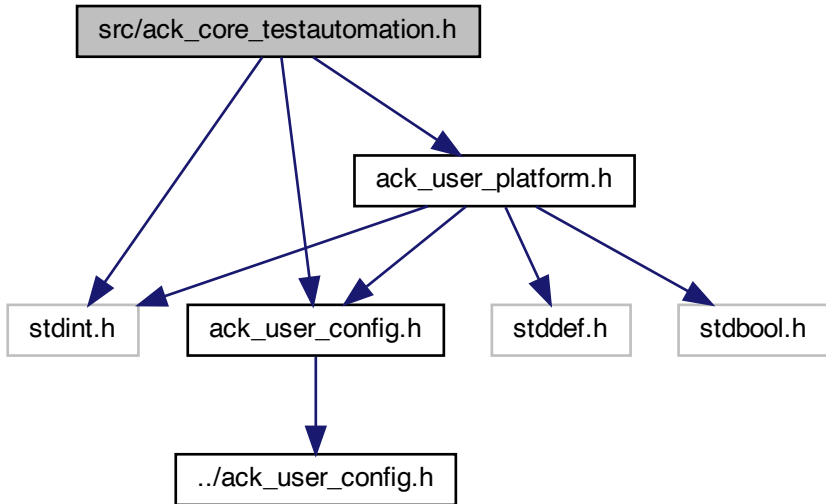 src/ack_core_testautomation.h
ack_user_platform.h
stdint.h
ack_user_config.h
stddef.h
stdbool.h
../ack_user_config.h